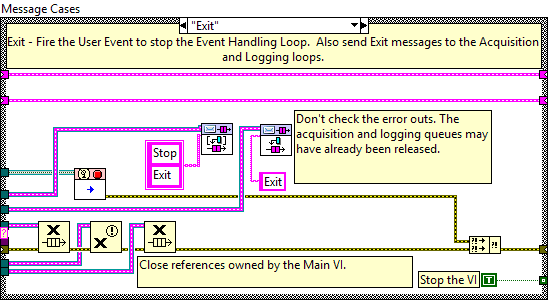 Message Cases
"Exit"
Exit - Fire the User Event to stop the Event Handling Loop.  Also send Exit messages to the Acquisition
and Logging loops.
Don't check the error outs. The
acquisition and logging queues may
have already been released.
Stop
Exit
Exit
Close references owned by the Main VI.
Stop the VI
T